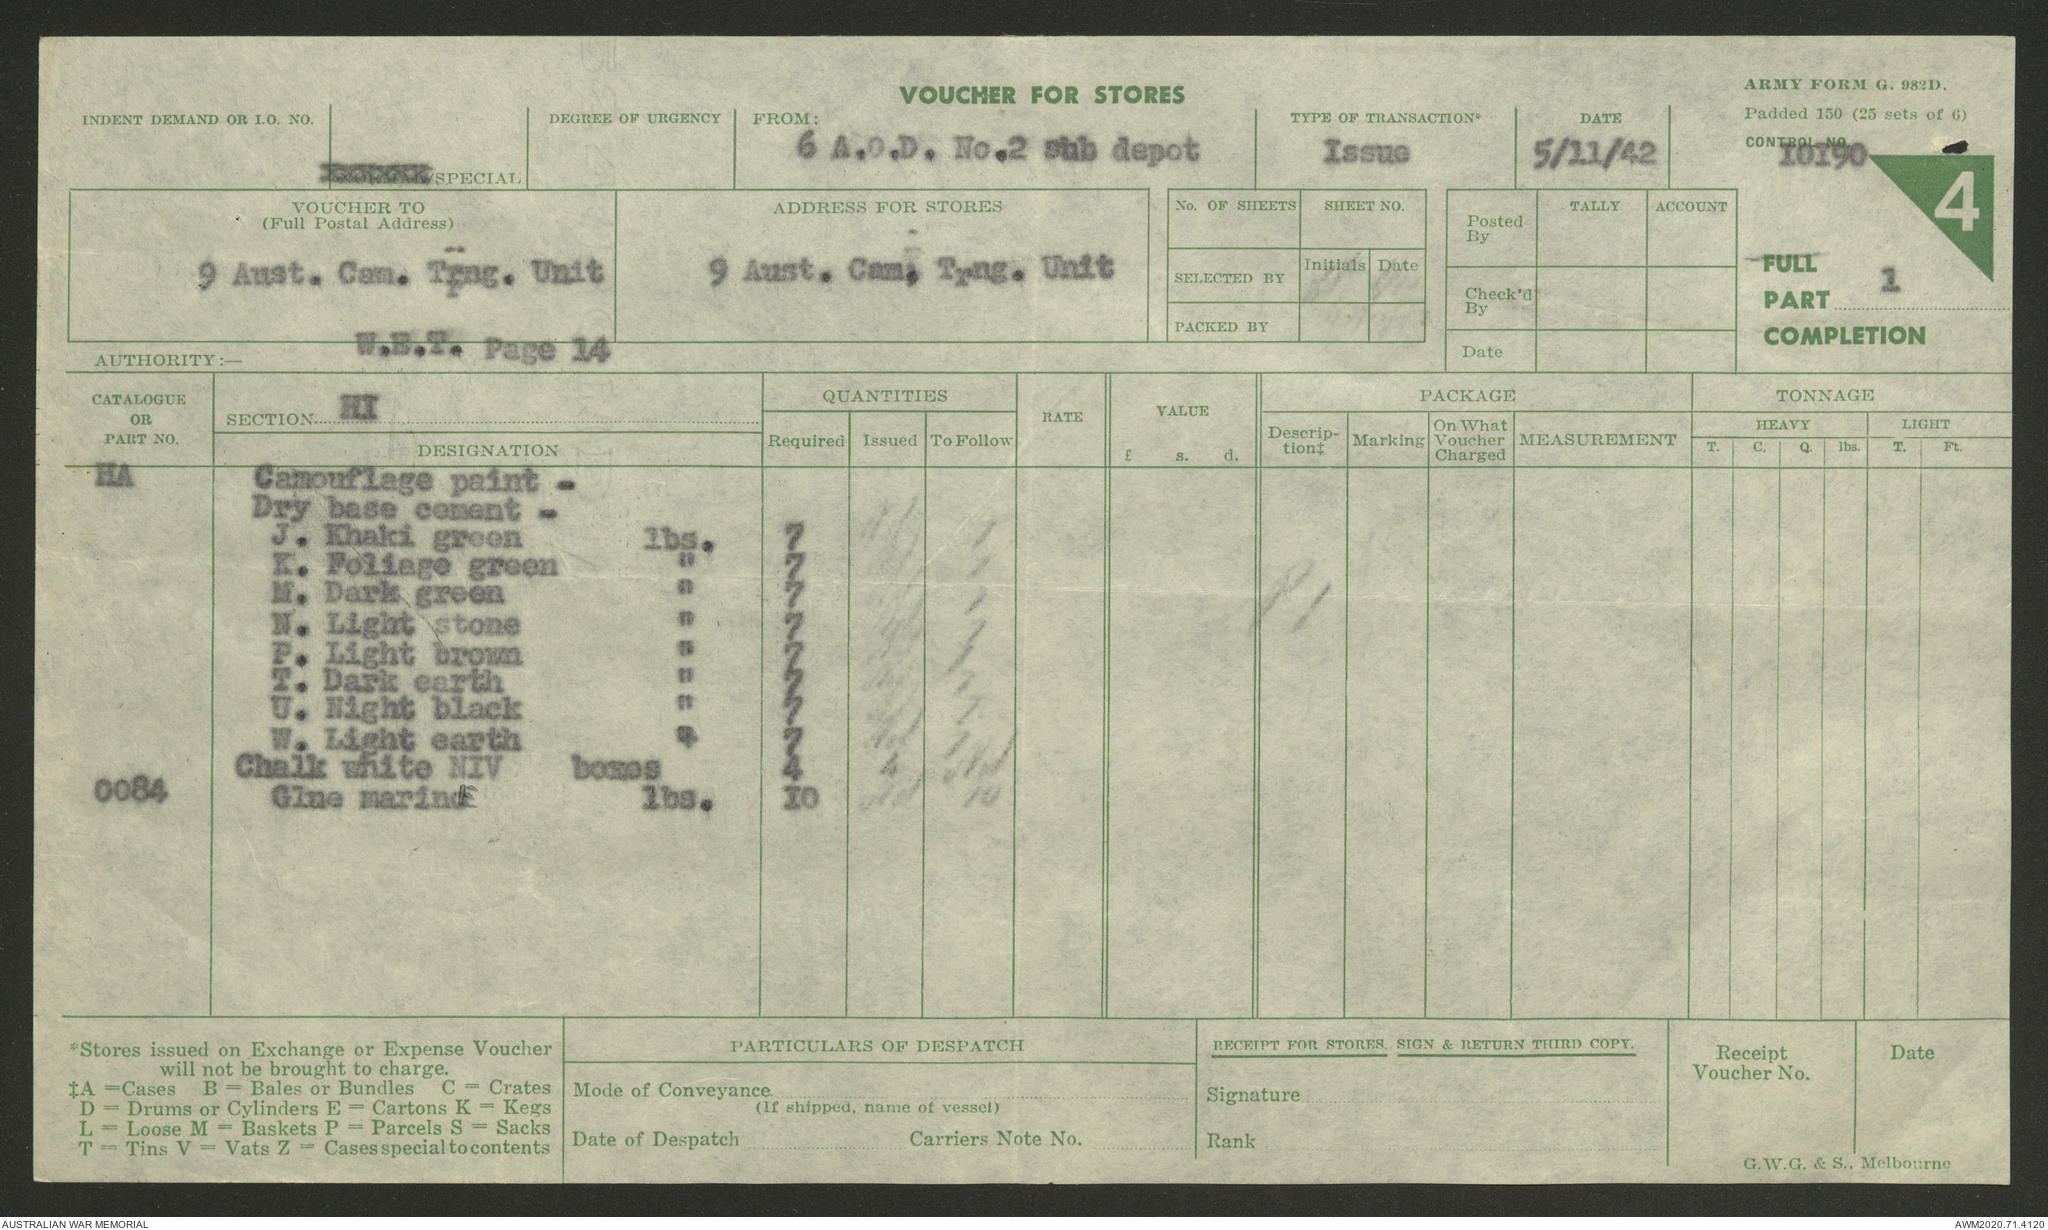 VOUCHER FOR STORES
ARMY FORM G. 982D.
Padded 150 (25 sets of 6)
CONTROL NO.
10190
4
INDENT DEMAND OR I.O. NO.
DEGREE OF URGENCY
/SPECIAL
FROM:
6 A.O.D. No.2 sub depot
TYPE OF TRANSACTION*
Issue
DATE
5/11/42
VOUCHER TO
(Full Postal Address)
9 Aust. Cam. Trng. Unit
ADDRESS FOR STORES
9 Aust. Cam. Trng. Unit
No. OF SHEETS SHEET NO.
Initials Date
SELECTED BY
PACKED BY
TALLY ACCOUNT
Posted By
Check'd By
Date
FULL
PART 1
COMPLETION
AUTHORITY:— W.E.T. Page 14
CATALOGUE OR PART NO.
SECTION HI
DESIGNATION
QUANTITIES
Required Issued To Follow
RATE
VALUE
£ s. d.
PACKAGE
Description‡ Marking On What Voucher Charged MEASUREMENT
TONNAGE
HEAVY LIGHT
T. C. Q. lbs. T. Ft.
HA Camouflage paint -
Dry base cement -
J. Khaki green lbs. 7
K. Foliage green " 7
M. Dark green " 7
N. Light stone " 7
P. Light brown " 7
T. Dark earth " 7
U. Night black " 7
W. Light earth " 7
Chalk white NIV boxes 4 4
0084 Glue marine lbs. 10 10
*Stores issued on Exchange or Expense Voucher
will not be brought to charge.
‡A = Cases B = Bales or Bundles C = Crates
D = Drums or Cylinders E = Cartons K = Kegs
L = Loose M = Baskets P = Parcels S = Sacks
T = Tins V = Vats Z = Cases special to contents
PARTICULARS OF DESPATCH
Mode of Conveyance
(If shipped, name of vessel)
Date of Despatch Carriers Note No.
RECEIPT FOR STORES. SIGN & RETURN THIRD COPY.
Signature
Rank
Receipt Voucher No.
Date
G.W.G. & S., Melbourne
AUSTRALIAN WAR MEMORIAL
AWM2020.71.4120